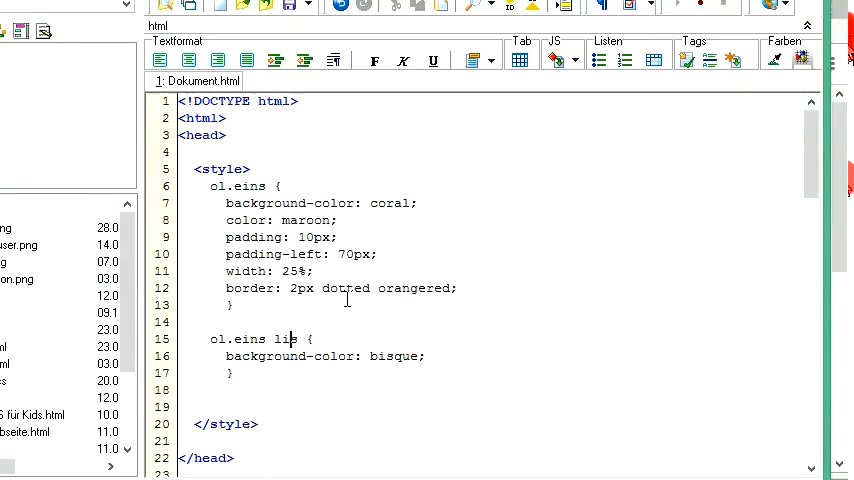 html
Textformat
Tab
JS
Listen
Tags
Farben
F K U
1: Dokument.html
1 <!DOCTYPE html>
2 <html>
3 <head>
4
5 <style>
6 ol.eins {
7 background-color: coral;
8 color: maroon;
9 padding: 10px;
10 padding-left: 70px;
11 width: 25%;
12 border: 2px dotted orangered;
13 }
14
15 ol.eins lis {
16 background-color: bisque;
17 }
18
19
20 </style>
21
22 </head>
23
ng 28.0
user.png 14.0
g 07.0
on.png 03.0
12.0
09.1
ml 23.0
ml 03.0
cs 20.0
12.0
S für Kids.html 10.0
bseite.html 11.0
11.0